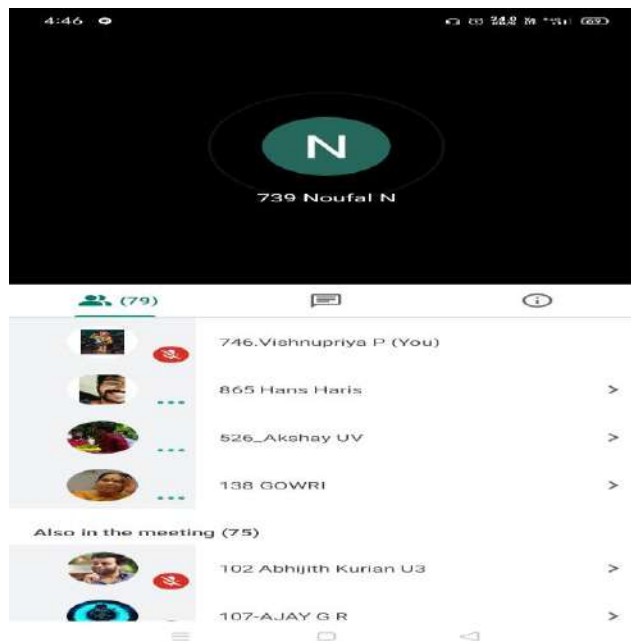 4:46
69
N
739 Noufal N
(79)
746.Vishnupriya P (You)
865 Hans Haris
526_Akshay UV
138 GOWRI
Also in the meeting (75)
102 Abhijith Kurian U3
107-AJAY G R